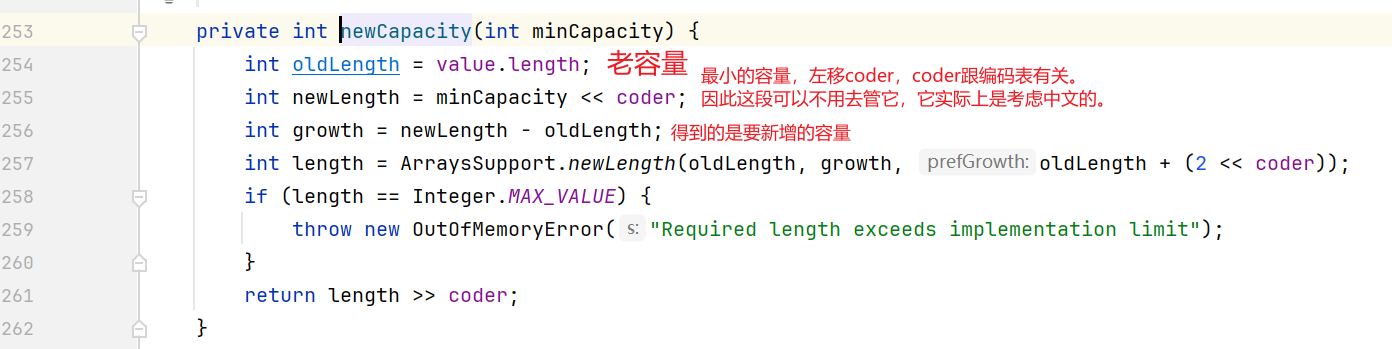 253 private int newCapacity(int minCapacity) {
254 int oldLength = value.length; 老容量 最小的容量，左移coder，coder跟编码表有关。
255 int newLength = minCapacity << coder; 因此这段可以不用去管它，它实际上是考虑中文的。
256 int growth = newLength - oldLength; 得到的是要新增的容量
257 int length = ArraysSupport.newLength(oldLength, growth, prefGrowth: oldLength + (2 << coder));
258 if (length == Integer.MAX_VALUE) {
259 throw new OutOfMemoryError( s: "Required length exceeds implementation limit");
260 }
261 return length >> coder;
262 }